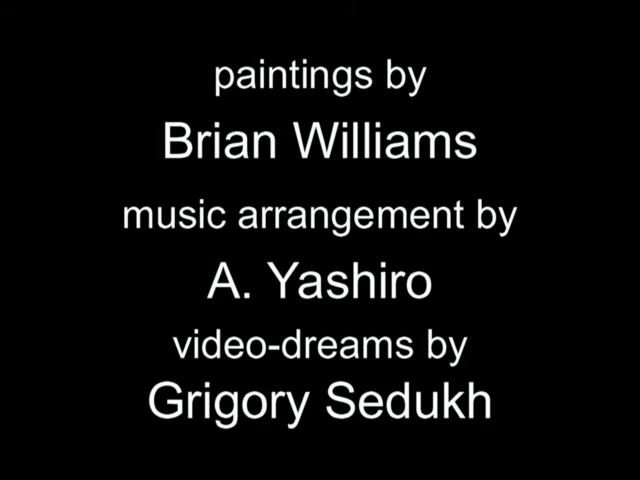 paintings by
Brian Williams
music arrangement by
A. Yashiro
video-dreams by
Grigory Sedukh